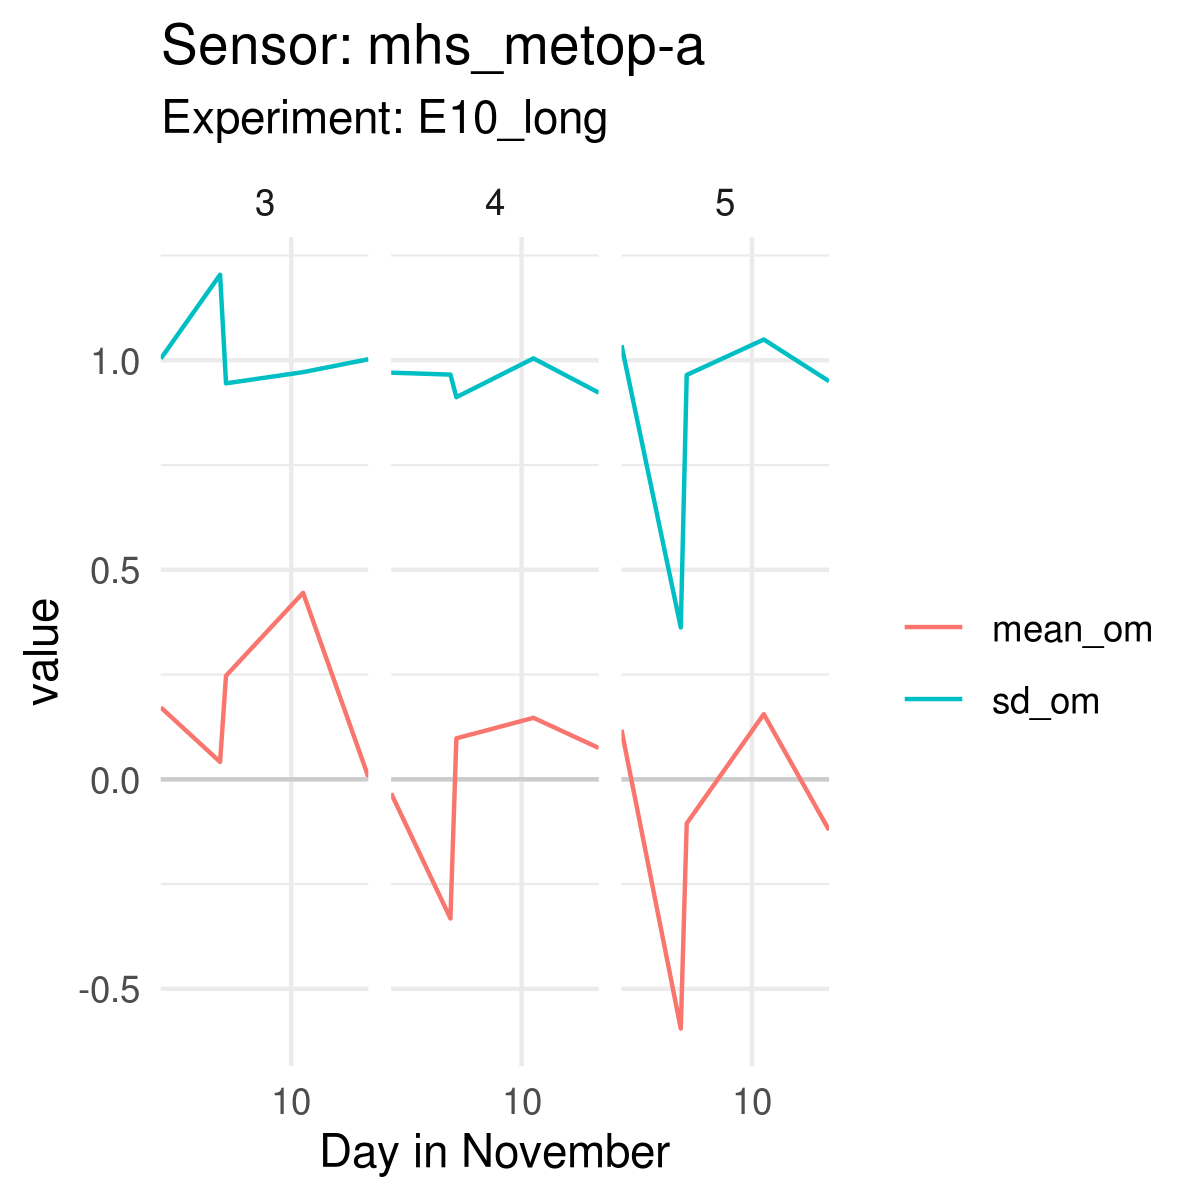 Sensor: mhs_metop-a
Experiment: E10_long
3 4 5
1.0
0.5
0.0
-0.5
value
10 10 10
Day in November
mean_om
sd_om